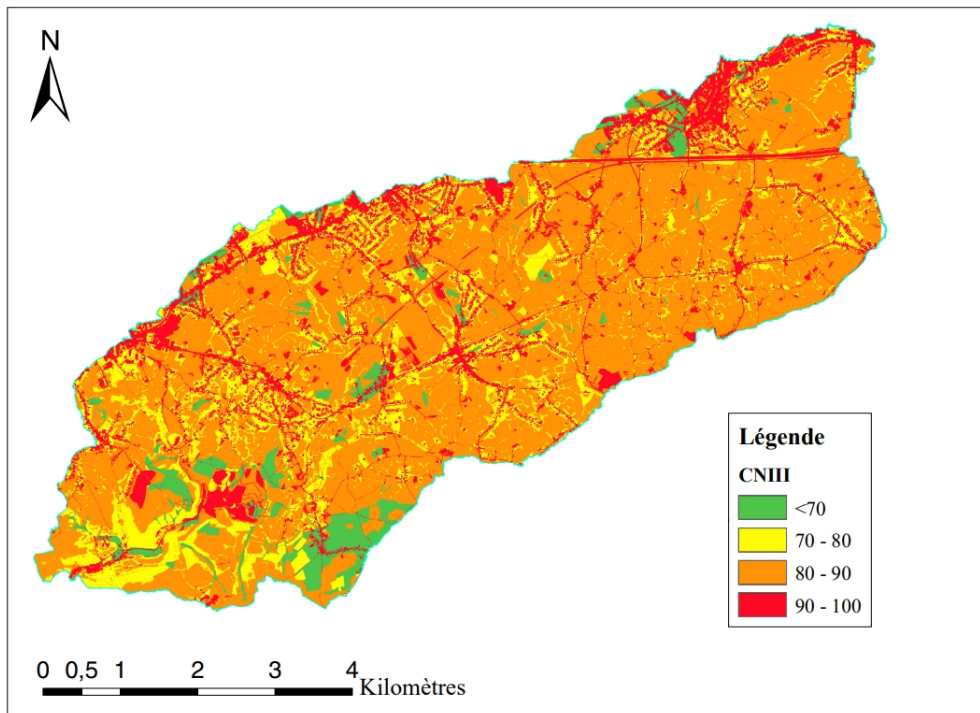 N
Légende
CNIII
<70
70 - 80
80 - 90
90 - 100
0 0,5 1 2 3 4
Kilomètres